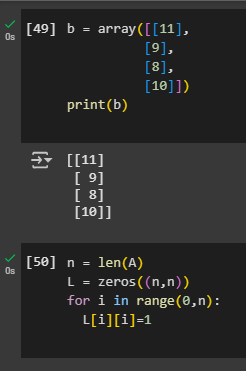 [49] b = array([[11],
[9],
[8],
[10]])
print(b)
0s
[[11]
[ 9]
[ 8]
[10]]
[50] n = len(A)
L = zeros((n,n))
for i in range(0,n):
L[i][i]=1
0s